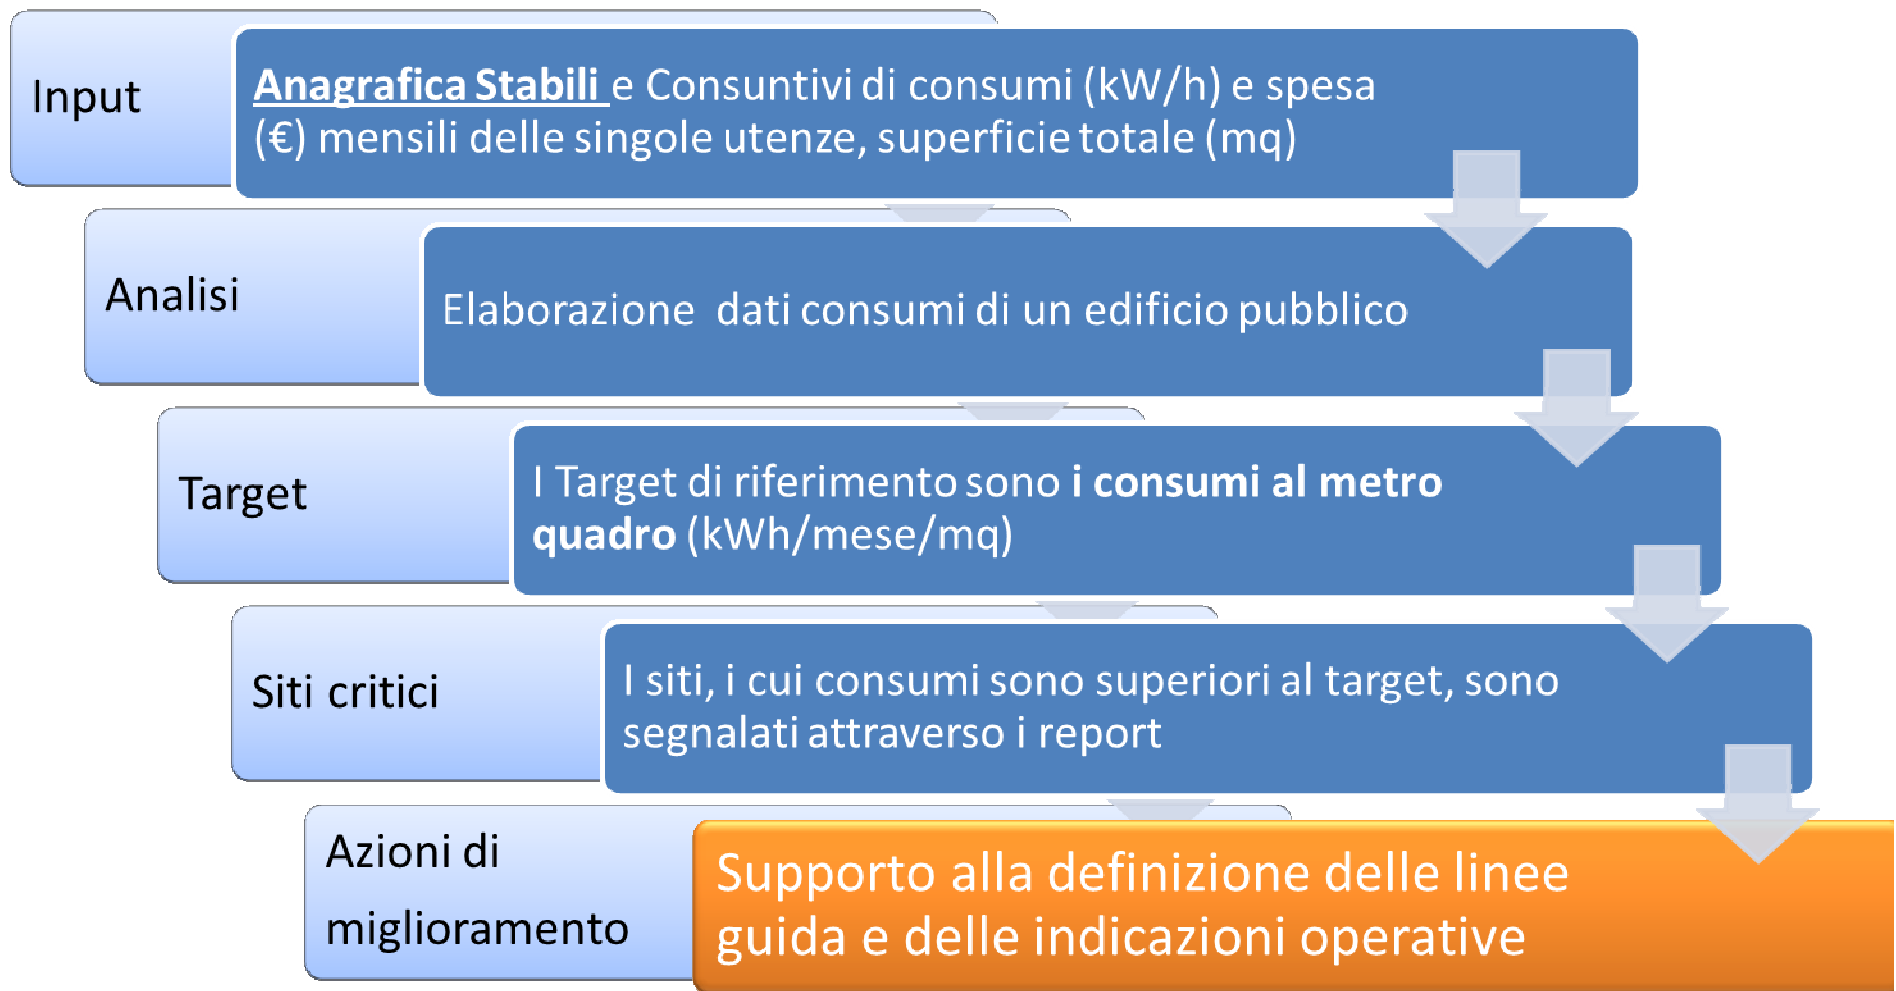 Input
Anagrafica Stabili e Consuntivi di consumi (kW/h) e spesa
(€) mensili delle singole utenze, superficie totale (mq)
Analisi
Elaborazione dati consumi di un edificio pubblico
Target
I Target di riferimento sono i consumi al metro
quadro (kWh/mese/mq)
Siti critici
I siti, i cui consumi sono superiori al target, sono
segnalati attraverso i report
Azioni di
miglioramento
Supporto alla definizione delle linee
guida e delle indicazioni operative